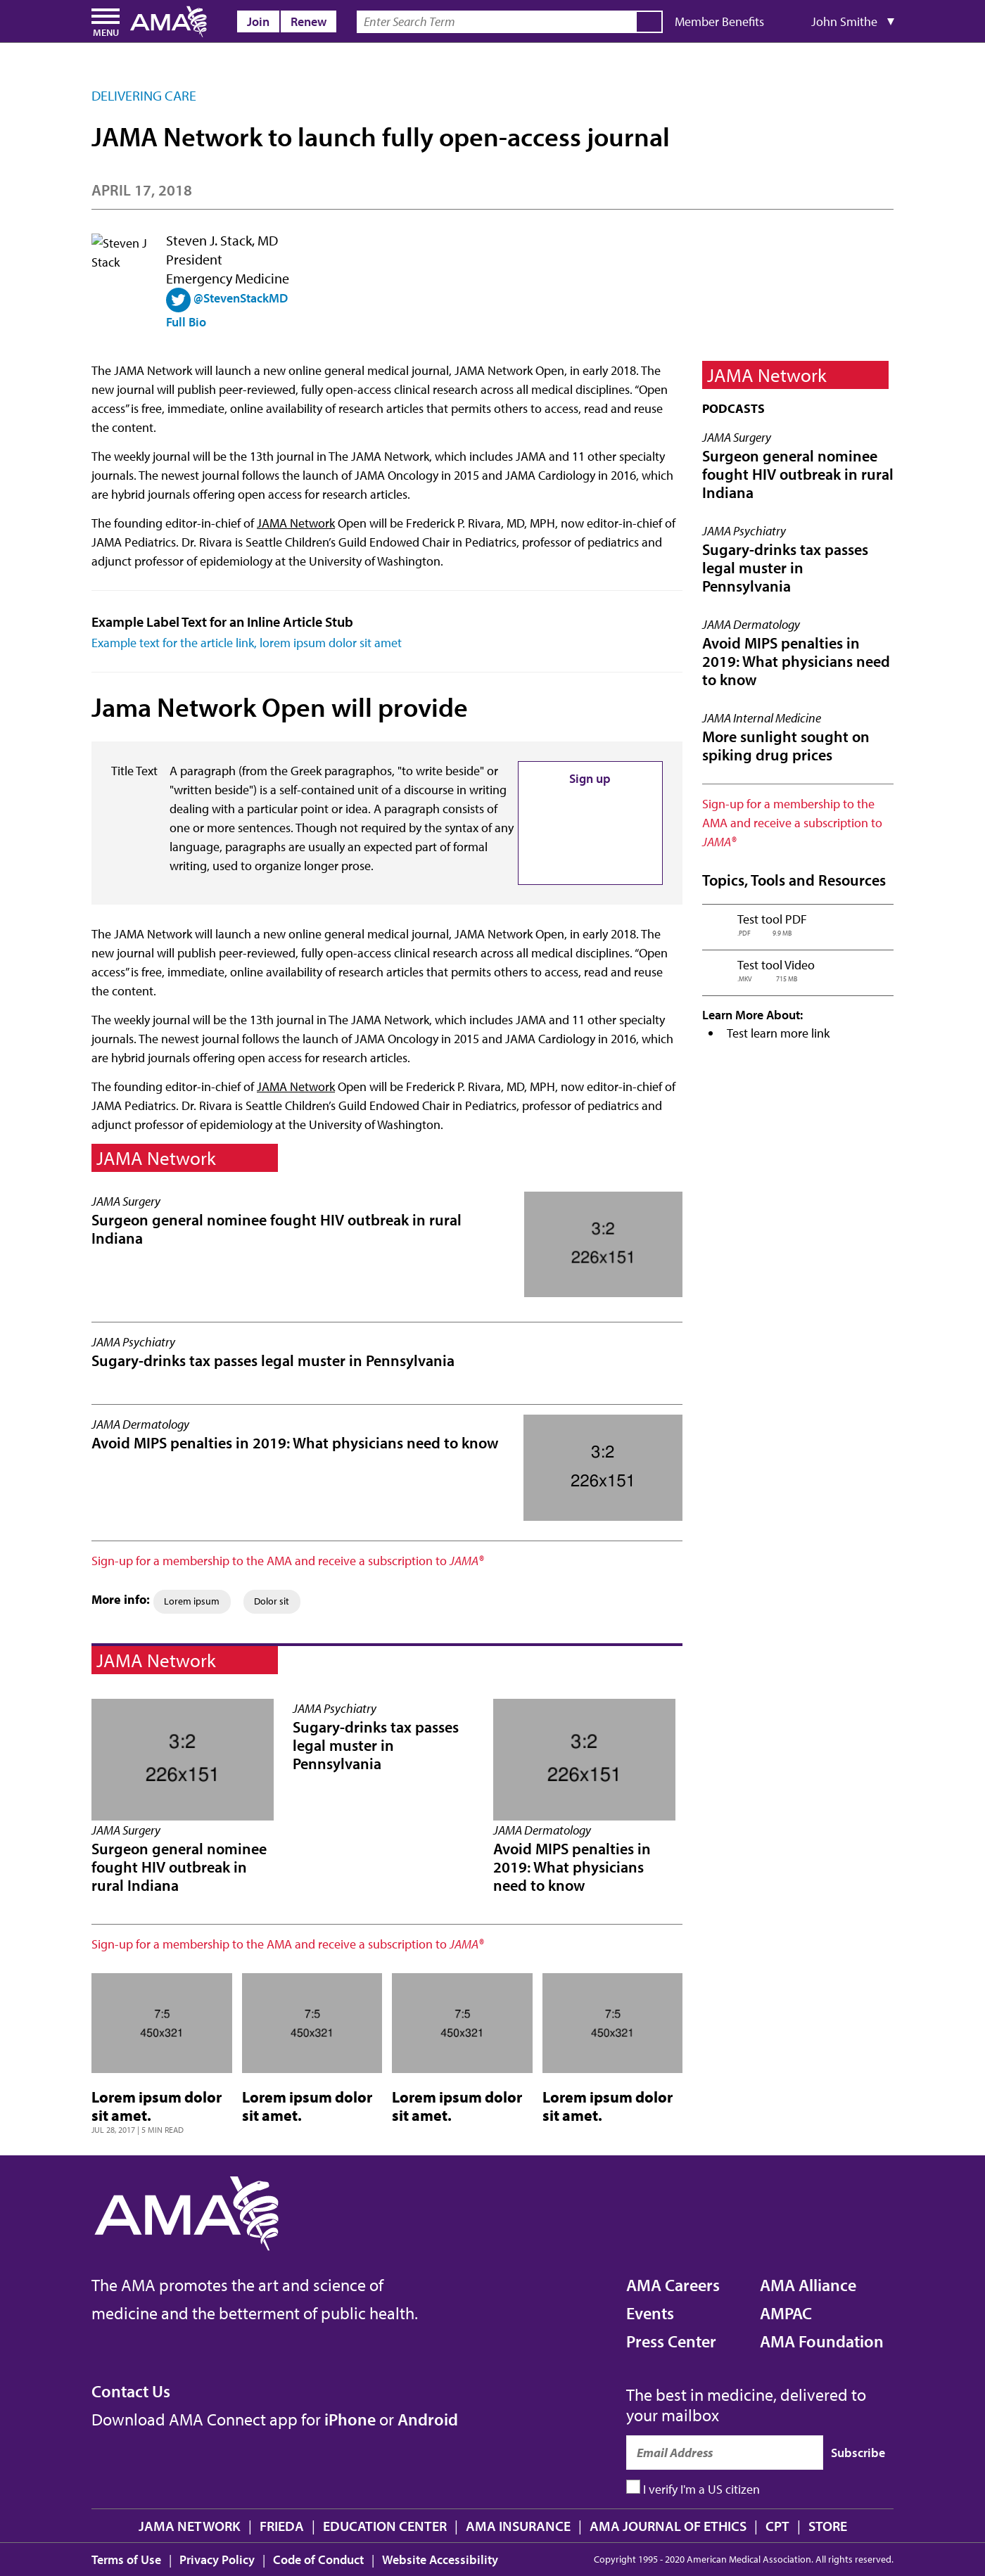 MENU
AMA
Join
Renew
Enter Search Term
Member Benefits
John Smithe
DELIVERING CARE
JAMA Network to launch fully open-access journal
APRIL 17, 2018
Steven J
Stack
Steven J. Stack, MD
President
Emergency Medicine
@StevenStackMD
Full Bio
The JAMA Network will launch a new online general medical journal, JAMA Network Open, in early 2018. The
new journal will publish peer-reviewed, fully open-access clinical research across all medical disciplines. “Open
access” is free, immediate, online availability of research articles that permits others to access, read and reuse
the content.
The weekly journal will be the 13th journal in The JAMA Network, which includes JAMA and 11 other specialty
journals. The newest journal follows the launch of JAMA Oncology in 2015 and JAMA Cardiology in 2016, which
are hybrid journals offering open access for research articles.
The founding editor-in-chief of JAMA Network Open will be Frederick P. Rivara, MD, MPH, now editor-in-chief of
JAMA Pediatrics. Dr. Rivara is Seattle Children’s Guild Endowed Chair in Pediatrics, professor of pediatrics and
adjunct professor of epidemiology at the University of Washington.
Example Label Text for an Inline Article Stub
Example text for the article link, lorem ipsum dolor sit amet
Jama Network Open will provide
Title Text
A paragraph (from the Greek paragraphos, "to write beside" or
"written beside") is a self-contained unit of a discourse in writing
dealing with a particular point or idea. A paragraph consists of
one or more sentences. Though not required by the syntax of any
language, paragraphs are usually an expected part of formal
writing, used to organize longer prose.
Sign up
The JAMA Network will launch a new online general medical journal, JAMA Network Open, in early 2018. The
new journal will publish peer-reviewed, fully open-access clinical research across all medical disciplines. “Open
access” is free, immediate, online availability of research articles that permits others to access, read and reuse
the content.
The weekly journal will be the 13th journal in The JAMA Network, which includes JAMA and 11 other specialty
journals. The newest journal follows the launch of JAMA Oncology in 2015 and JAMA Cardiology in 2016, which
are hybrid journals offering open access for research articles.
The founding editor-in-chief of JAMA Network Open will be Frederick P. Rivara, MD, MPH, now editor-in-chief of
JAMA Pediatrics. Dr. Rivara is Seattle Children’s Guild Endowed Chair in Pediatrics, professor of pediatrics and
adjunct professor of epidemiology at the University of Washington.
JAMA Network
JAMA Surgery
Surgeon general nominee fought HIV outbreak in rural
Indiana
3:2
226x151
JAMA Psychiatry
Sugary-drinks tax passes legal muster in Pennsylvania
JAMA Dermatology
Avoid MIPS penalties in 2019: What physicians need to know
3:2
226x151
Sign-up for a membership to the AMA and receive a subscription to JAMA®
More info:
Lorem ipsum
Dolor sit
JAMA Network
3:2
226x151
JAMA Surgery
Surgeon general nominee
fought HIV outbreak in
rural Indiana
JAMA Psychiatry
Sugary-drinks tax passes
legal muster in
Pennsylvania
3:2
226x151
JAMA Dermatology
Avoid MIPS penalties in
2019: What physicians
need to know
Sign-up for a membership to the AMA and receive a subscription to JAMA®
7:5
450x321
Lorem ipsum dolor
sit amet.
JUL 28, 2017 | 5 MIN READ
7:5
450x321
Lorem ipsum dolor
sit amet.
7:5
450x321
Lorem ipsum dolor
sit amet.
7:5
450x321
Lorem ipsum dolor
sit amet.
JAMA Network
PODCASTS
JAMA Surgery
Surgeon general nominee
fought HIV outbreak in rural
Indiana
JAMA Psychiatry
Sugary-drinks tax passes
legal muster in
Pennsylvania
JAMA Dermatology
Avoid MIPS penalties in
2019: What physicians need
to know
JAMA Internal Medicine
More sunlight sought on
spiking drug prices
Sign-up for a membership to the
AMA and receive a subscription to
JAMA®
Topics, Tools and Resources
Test tool PDF
.PDF 9.9 MB
Test tool Video
.MKV 715 MB
Learn More About:
• Test learn more link
AMA
The AMA promotes the art and science of
medicine and the betterment of public health.
AMA Careers
Events
Press Center
AMA Alliance
AMPAC
AMA Foundation
Contact Us
Download AMA Connect app for iPhone or Android
The best in medicine, delivered to
your mailbox
Email Address
Subscribe
I verify I'm a US citizen
JAMA NETWORK | FRIEDA | EDUCATION CENTER | AMA INSURANCE | AMA JOURNAL OF ETHICS | CPT | STORE
Terms of Use | Privacy Policy | Code of Conduct | Website Accessibility
Copyright 1995 - 2020 American Medical Association. All rights reserved.